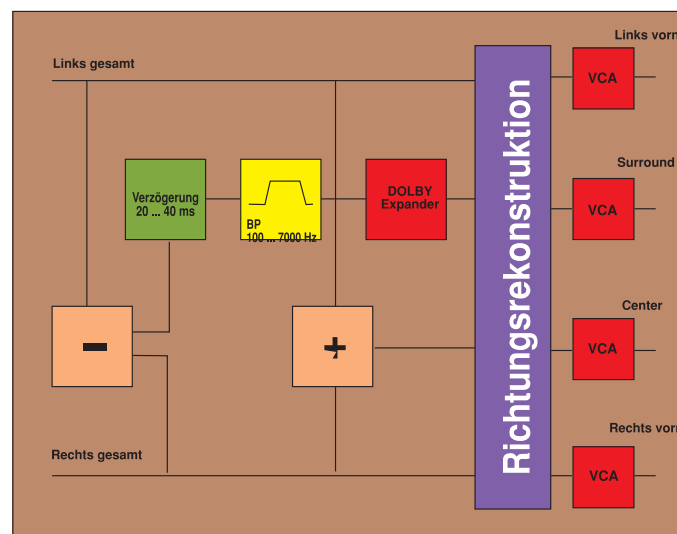 Links vorn
Links gesamt
VCA
Surround
Verzögerung
20 ... 40 ms
BP
100 ... 7000 Hz
DOLBY
Expander
VCA
Richtungsrekonstruktion
Center
–
+
VCA
Rechts vorn
Rechts gesamt
VCA